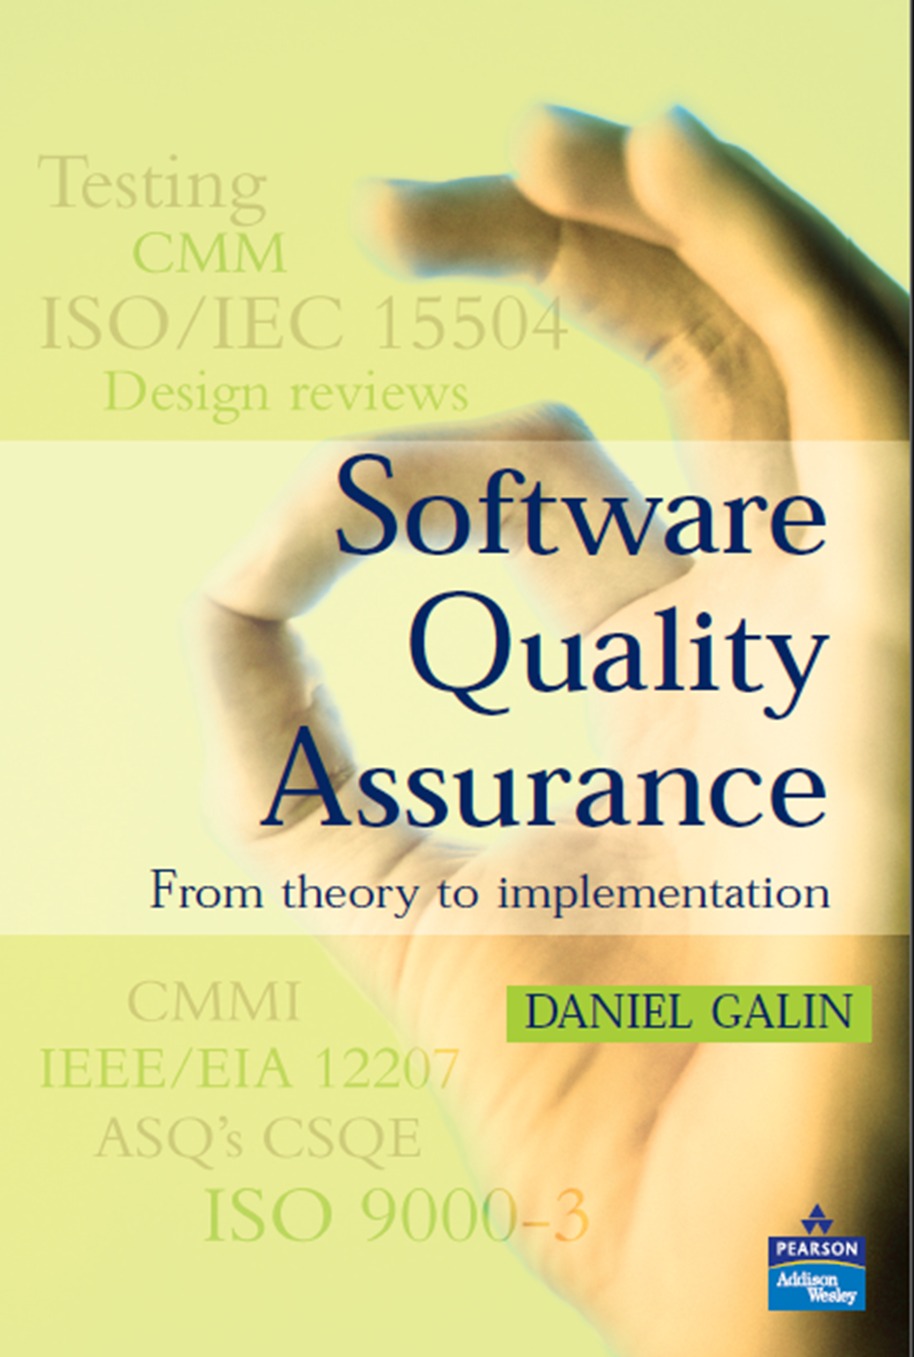 Testing
CMM
ISO/IEC 15504
Design reviews
Software
Quality
Assurance
From theory to implementation
CMMI
DANIEL GALIN
IEEE/EIA 12207
ASQ's CSQE
ISO 9000-3
PEARSON
Addison
Wesley